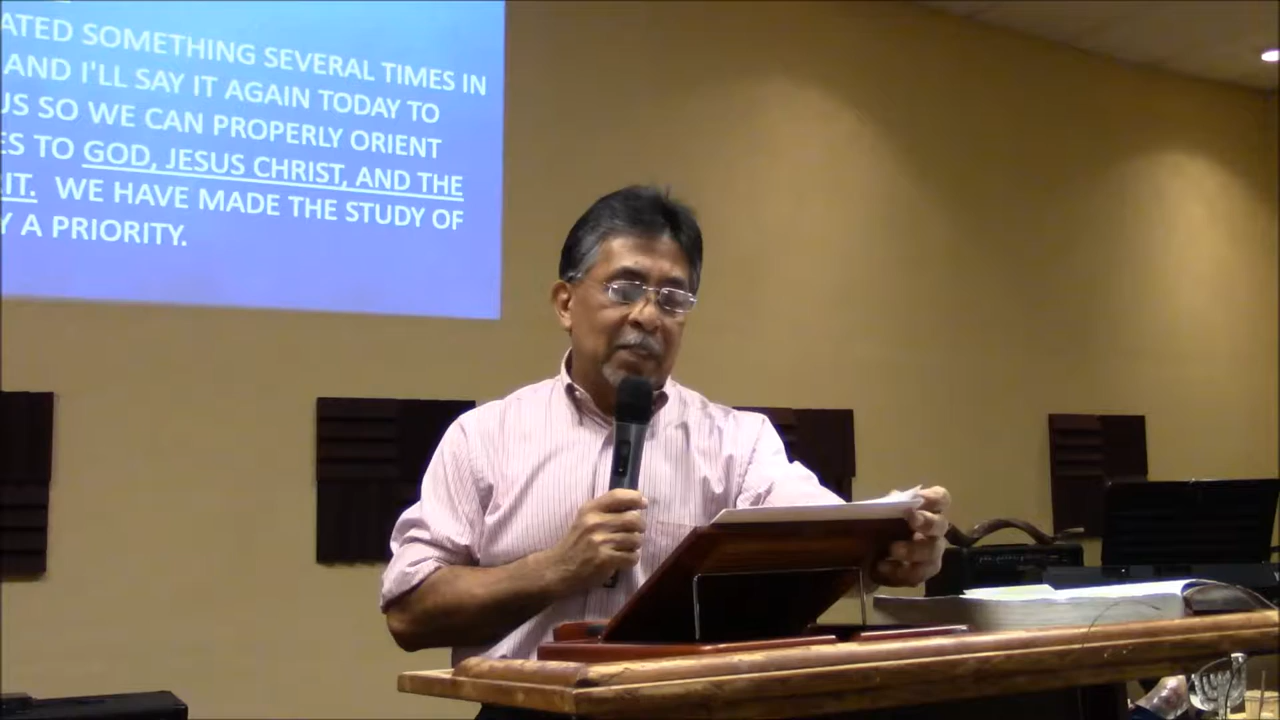 ATED SOMETHING SEVERAL TIMES IN
AND I'LL SAY IT AGAIN TODAY TO
US SO WE CAN PROPERLY ORIENT
ES TO GOD, JESUS CHRIST, AND THE
IT. WE HAVE MADE THE STUDY OF
Y A PRIORITY.